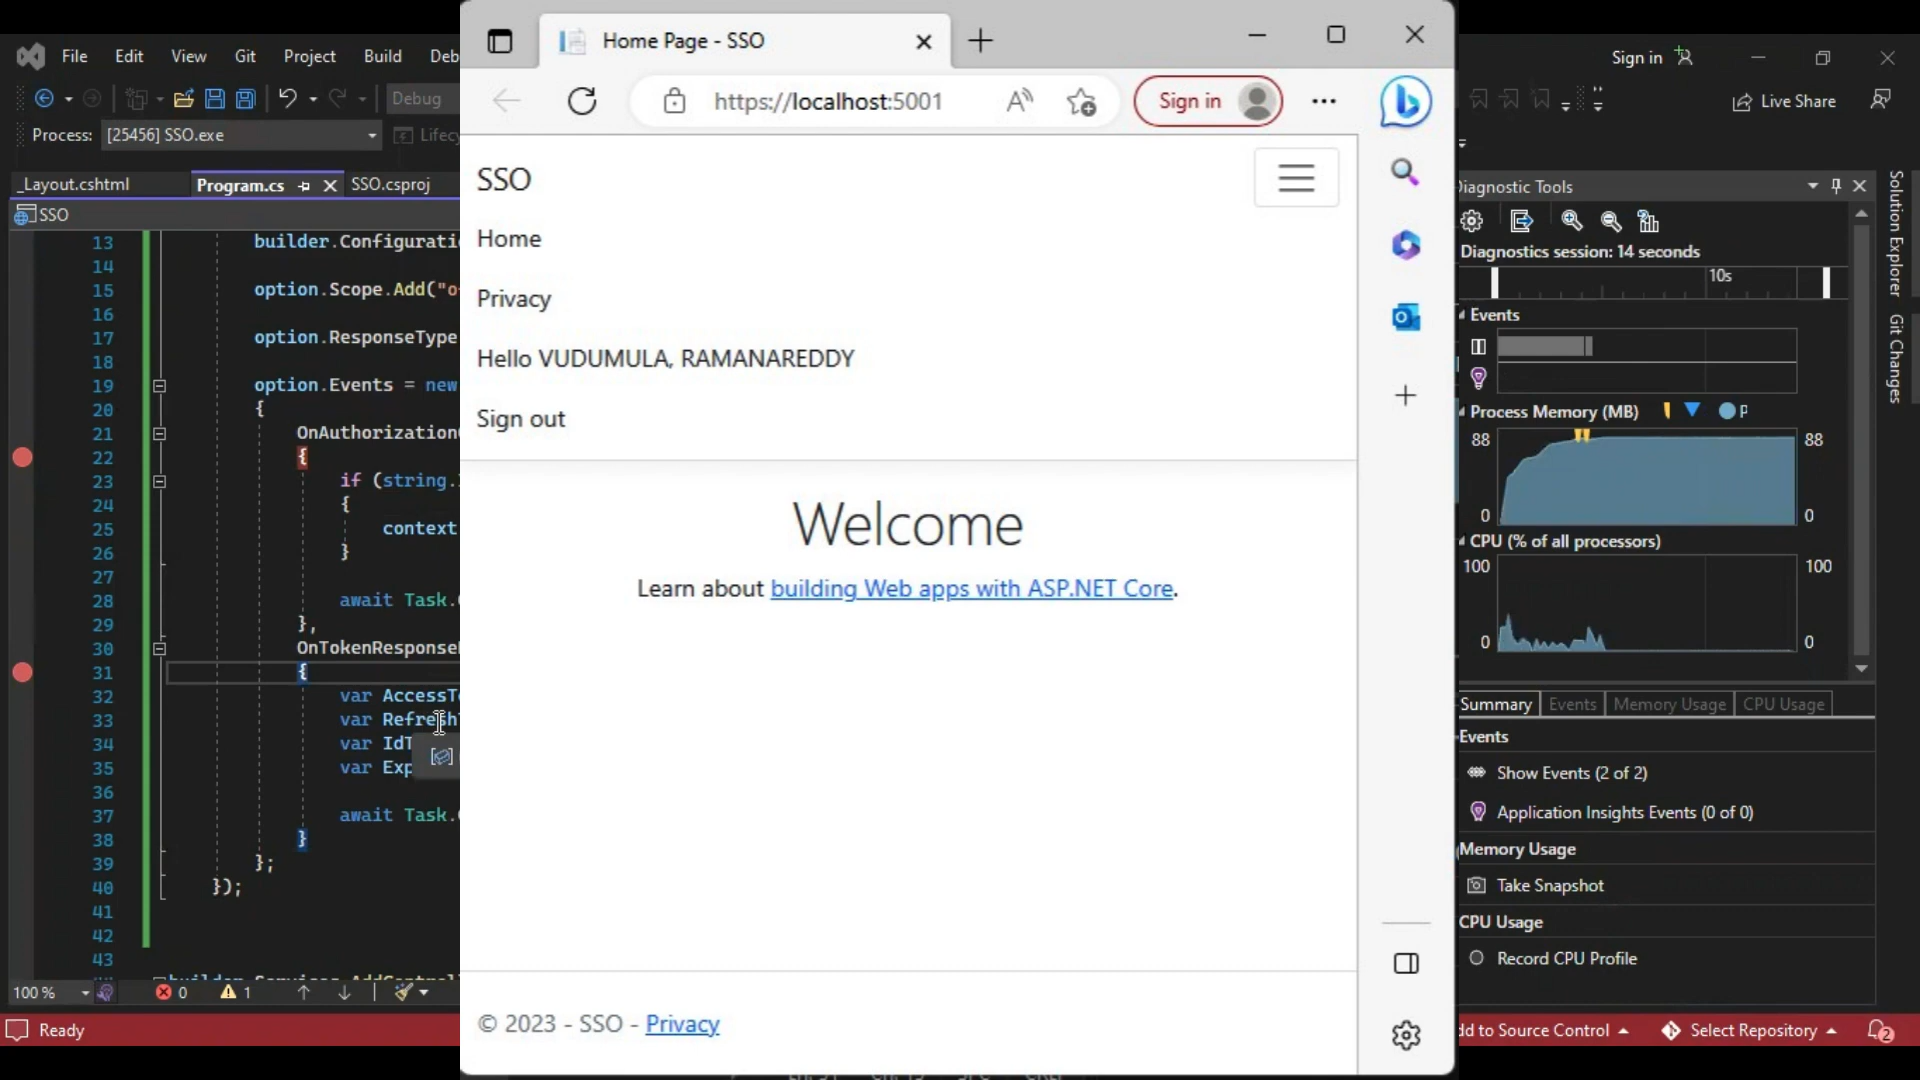 File Edit View Git Project Build
Process: [25456] SSO.exe
Debug
_Layout.cshtml Program.cs SSO.csproj
SSO
13 builder.
14
15 option.Scope.Add("
16
17 option.ResponseType
18
19 option.Events = new
20 {
21
22 {
23 if (string.
24 {
25 context
26 }
27
28 await Task.
29 },
30
31 {
32 var
33 var
34 var
35 var
36
37 await Task.
38 }
39 };
40 });
41
42
43
100 % 0 1
Ready
Home Page - SSO
https://localhost:5001
Sign in
SSO
Home
Privacy
Hello VUDUMULA, RAMANAREDDY
Sign out
Welcome
Learn about building Web apps with ASP.NET Core.
© 2023 - SSO - Privacy
Sign in
Live Share
Tools
Diagnostics session: 14 seconds
10s
Events
Process Memory (MB) P
88 88
0 0
CPU (% of all processors)
100 100
0 0
Summary Events Memory Usage CPU Usage
Events
Show Events (2 of 2)
Application Insights Events (0 of 0)
Memory Usage
Take Snapshot
CPU Usage
Record CPU Profile
to Source Control Select Repository 2
Solution Explorer
Git Changes